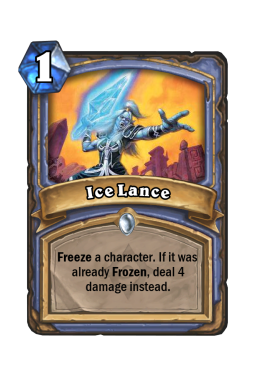 1
Ice Lance
Freeze a character. If it was
already Frozen, deal 4
damage instead.